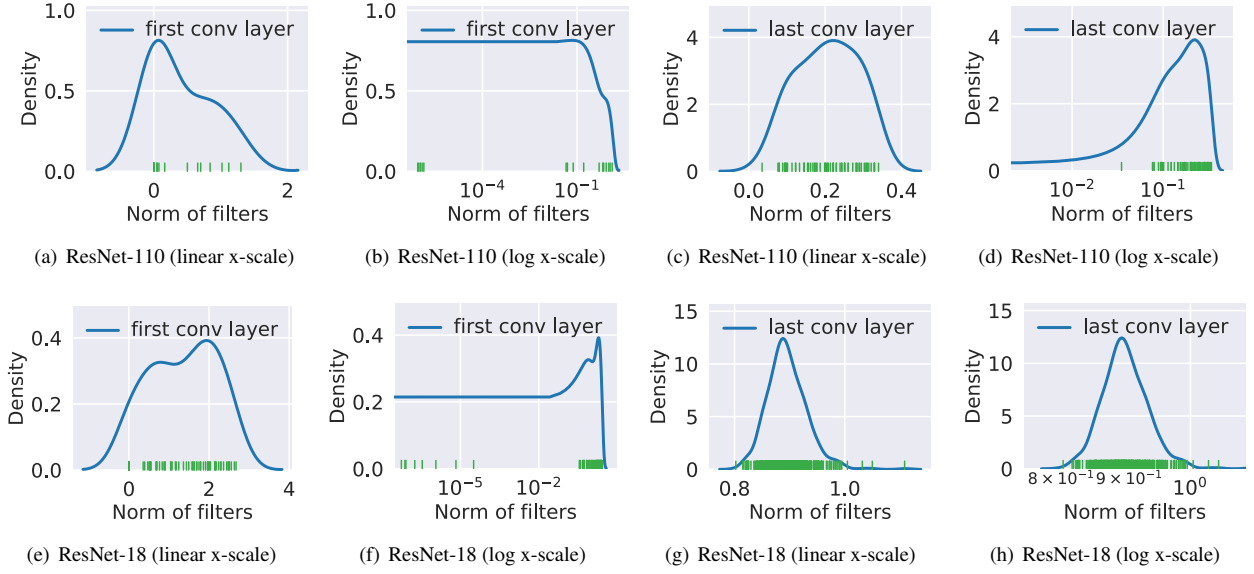 1.0
0.5
0.0
Density
first conv layer
0
2
Norm of filters
(a) ResNet-110 (linear x-scale)
1.0
0.5
0.0
Density
first conv layer
10⁻⁴
10⁻¹
Norm of filters
(b) ResNet-110 (log x-scale)
4
2
0
Density
last conv layer
0.0
0.2
0.4
Norm of filters
(c) ResNet-110 (linear x-scale)
4
2
0
Density
last conv layer
10⁻²
10⁻¹
Norm of filters
(d) ResNet-110 (log x-scale)
0.4
0.2
0.0
Density
first conv layer
0
2
4
Norm of filters
(e) ResNet-18 (linear x-scale)
0.4
0.2
0.0
Density
first conv layer
10⁻⁵
10⁻²
Norm of filters
(f) ResNet-18 (log x-scale)
15
10
5
0
Density
last conv layer
0.8
1.0
Norm of filters
(g) ResNet-18 (linear x-scale)
15
10
5
0
Density
last conv layer
8 × 10⁻¹
9 × 10⁻¹
10⁰
Norm of filters
(h) ResNet-18 (log x-scale)